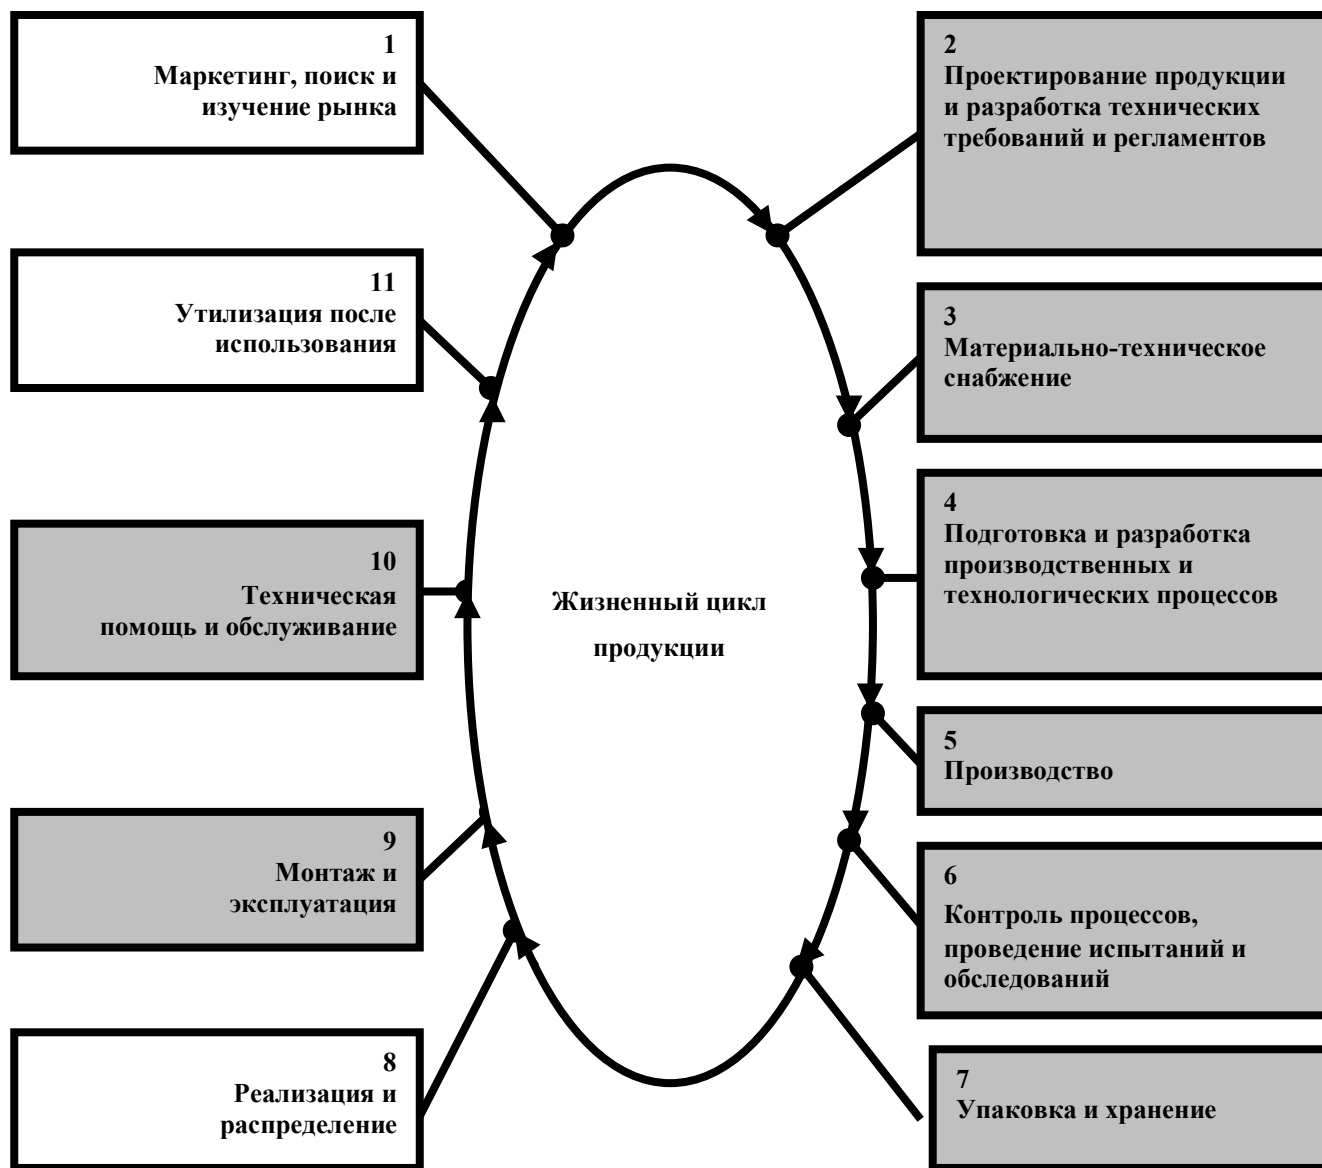 1
Маркетинг, поиск и
изучение рынка
2
Проектирование продукции
и разработка технических
требований и регламентов
3
Материально-техническое
снабжение
4
Подготовка и разработка
производственных и
технологических процессов
5
Производство
6
Контроль процессов,
проведение испытаний и
обследований
7
Упаковка и хранение
8
Реализация и
распределение
9
Монтаж и
эксплуатация
10
Техническая
помощь и обслуживание
11
Утилизация после
использования
Жизненный цикл
продукции